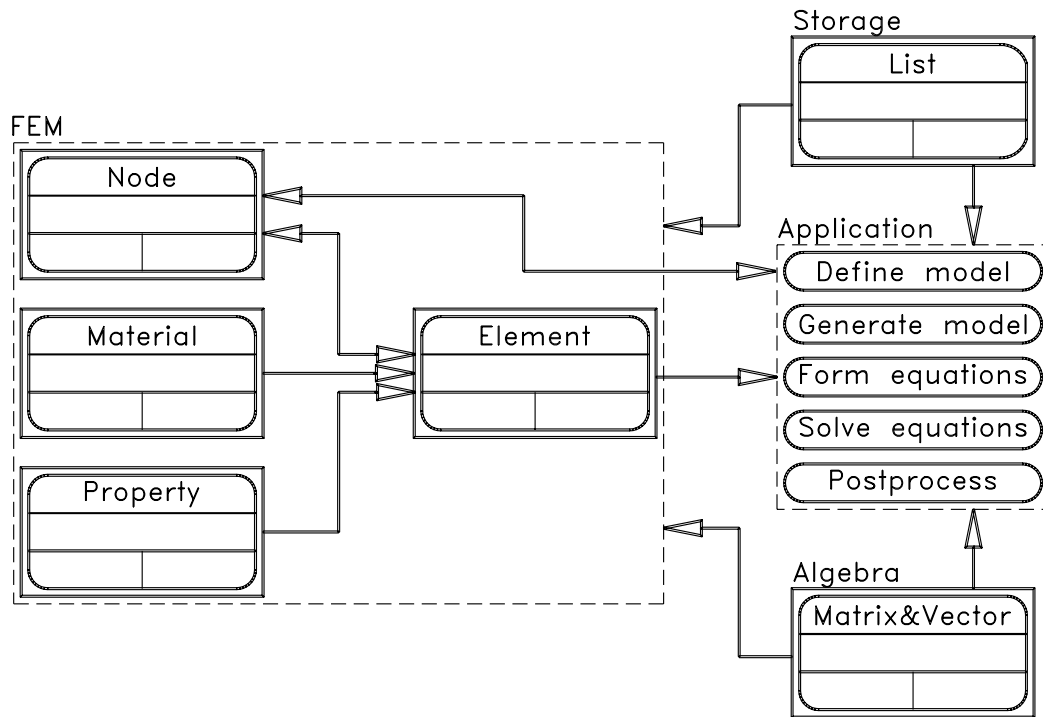 Storage
List
FEM
Node
Application
Define model
Material
Element
Generate model
Form equations
Solve equations
Property
Postprocess
Algebra
Matrix&Vector